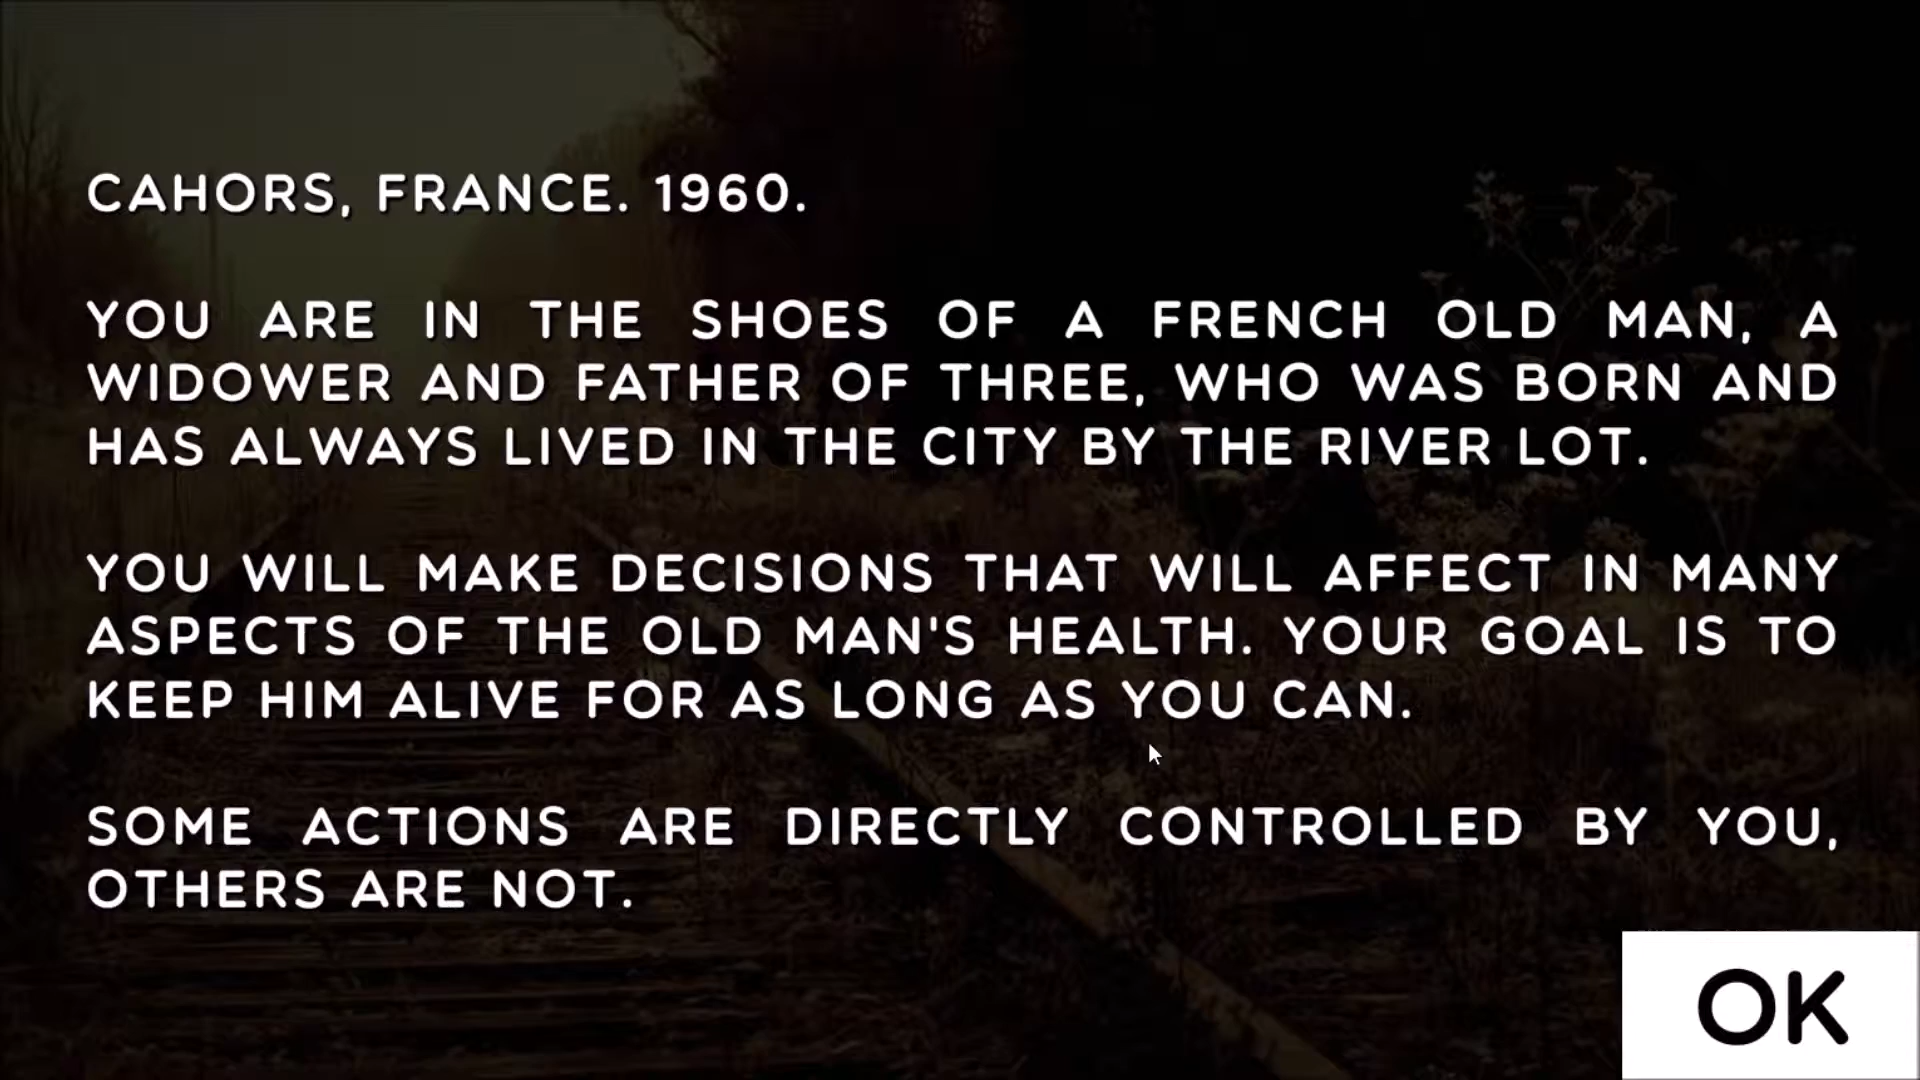 CAHORS, FRANCE. 1960.
YOU ARE IN THE SHOES OF A FRENCH OLD MAN, A
WIDOWER AND FATHER OF THREE, WHO WAS BORN AND
HAS ALWAYS LIVED IN THE CITY BY THE RIVER LOT.
YOU WILL MAKE DECISIONS THAT WILL AFFECT IN MANY
ASPECTS OF THE OLD MAN'S HEALTH. YOUR GOAL IS TO
KEEP HIM ALIVE FOR AS LONG AS YOU CAN.
SOME ACTIONS ARE DIRECTLY CONTROLLED BY YOU,
OTHERS ARE NOT.
OK